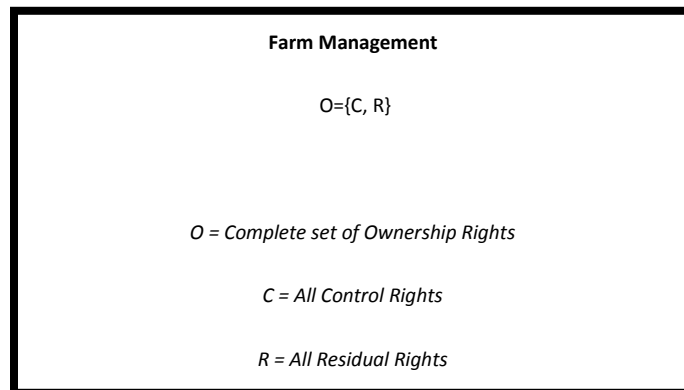 Farm Management
O={C, R}
O = Complete set of Ownership Rights
C = All Control Rights
R = All Residual Rights